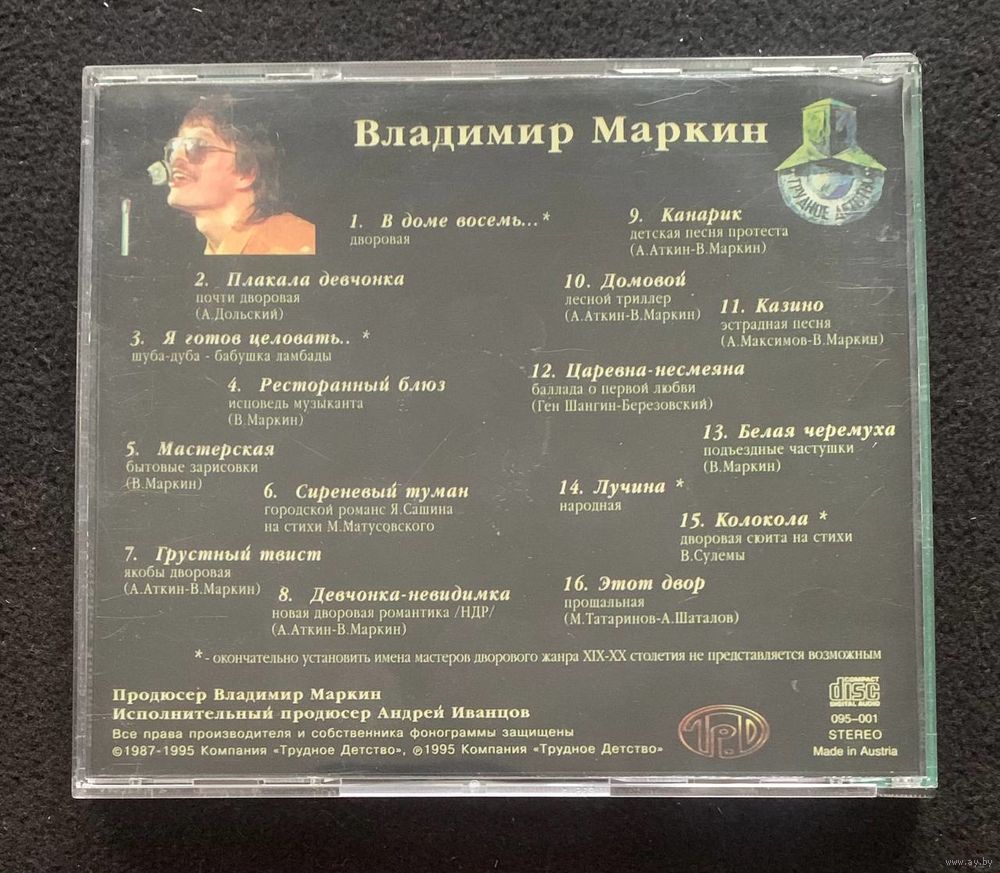 Владимир Маркин
ТРУДНОЕ ДЕТСТВО
1. В доме восемь...*
дворовая
2. Плакала девчонка
почти дворовая
(А.Дольский)
3. Я готов целовать.. *
шуба-дуба - бабушка ламбады
4. Ресторанный блюз
исповедь музыканта
(В.Маркин)
5. Мастерская
бытовые зарисовки
(В.Маркин)
6. Сиреневый туман
городской романс Я.Сашина
на стихи М.Матусовского
7. Грустный твист
якобы дворовая
(А.Аткин-В.Маркин)
8. Девчонка-невидимка
новая дворовая романтика /НДР/
(А.Аткин-В.Маркин)
9. Канарик
детская песня протеста
(А.Аткин-В.Маркин)
10. Домовой
лесной триллер
(А.Аткин-В.Маркин)
11. Казино
эстрадная песня
(А.Максимов-В.Маркин)
12. Царевна-несмеяна
баллада о первой любви
(Ген Шангин-Березовский)
13. Белая черемуха
подъездные частушки
(В.Маркин)
14. Лучина *
народная
15. Колокола *
дворовая сюита на стихи
В.Сулемы
16. Этот двор
прощальная
(М.Татаринов-А.Шаталов)
* - окончательно установить имена мастеров дворового жанра XIX-XX столетия не представляется возможным
Продюсер Владимир Маркин
Исполнительный продюсер Андрей Иванцов
Все права производителя и собственника фонограммы защищены
©1987-1995 Компания «Трудное Детство», ℗1995 Компания «Трудное Детство»
COMPACT
disc
DIGITAL AUDIO
095-001
STEREO
Made in Austria
www.ay.by